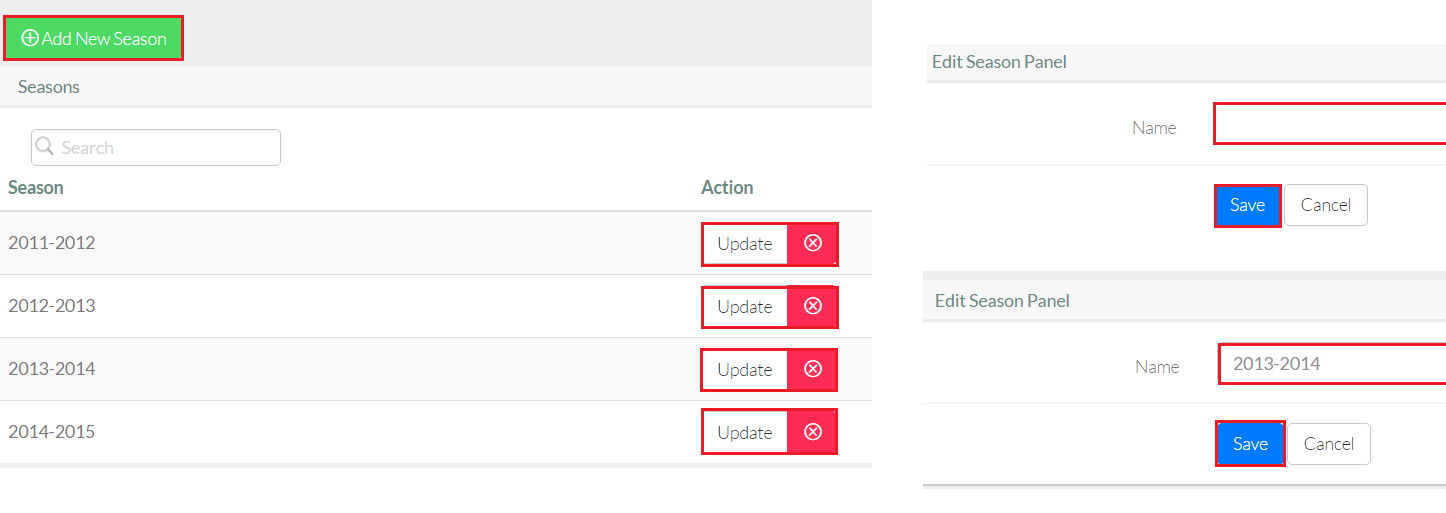 Add New Season
Seasons
Search
Season Action
2011-2012 Update
2012-2013 Update
2013-2014 Update
2014-2015 Update
Edit Season Panel
Name
Save Cancel
Edit Season Panel
Name 2013-2014
Save Cancel